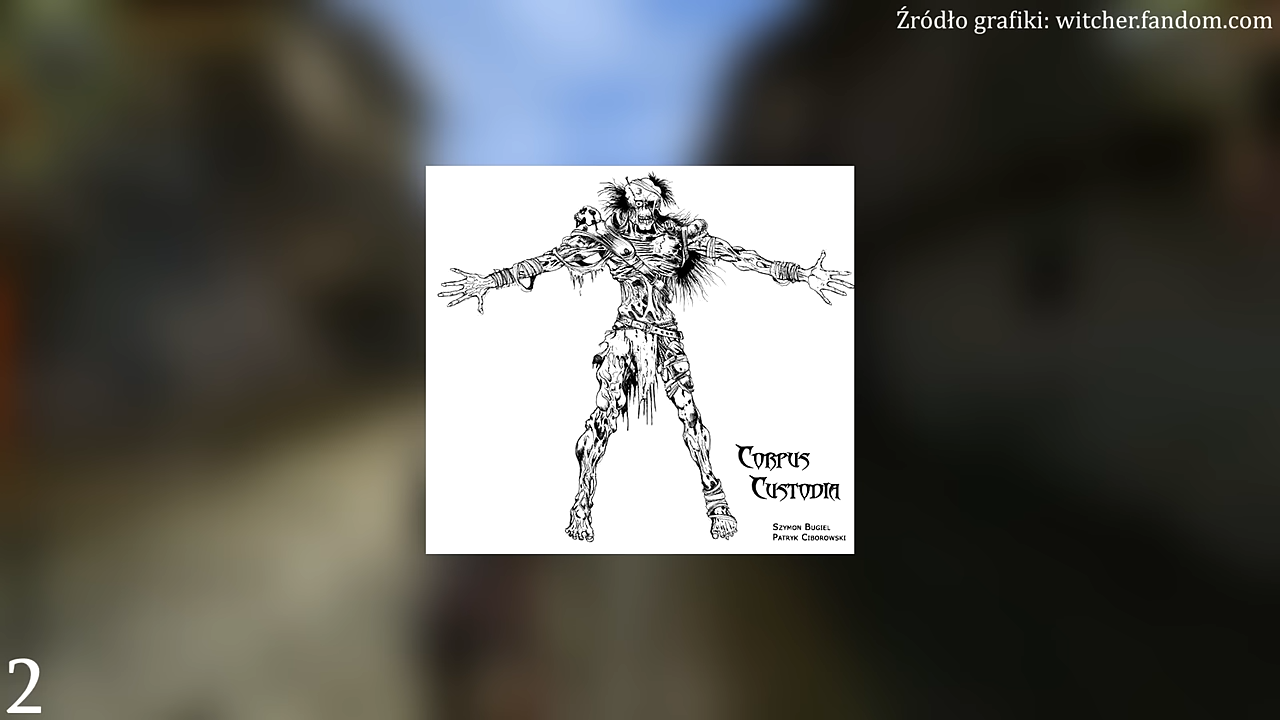 Źródło grafiki: witcher.fandom.com
Corpus
Custodia
Szymon Bugiel
Patryk Ciborowski
2